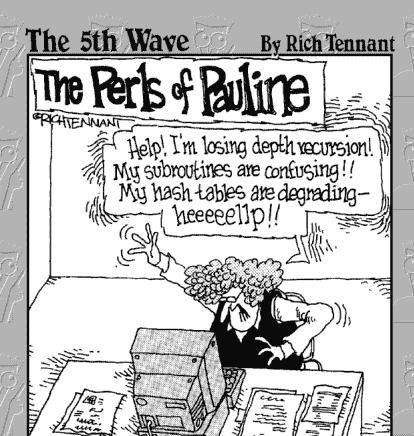 The 5th Wave By Rich Tennant
The Perls of Pauline
©RICHTENNANT
Help! I'm losing depth recursion!
My subroutines are confusing!!
My hash tables are degrading—
heeeeellp!!